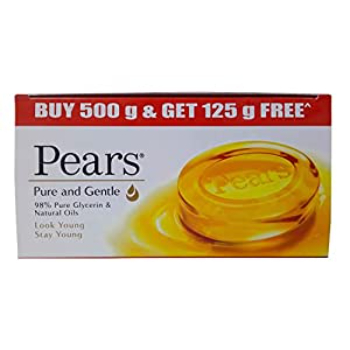 BUY 500 g & GET 125 g FREE^
Pears®
Pure and Gentle
98% Pure Glycerin &
Natural Oils
Look Young
Stay Young
Pears